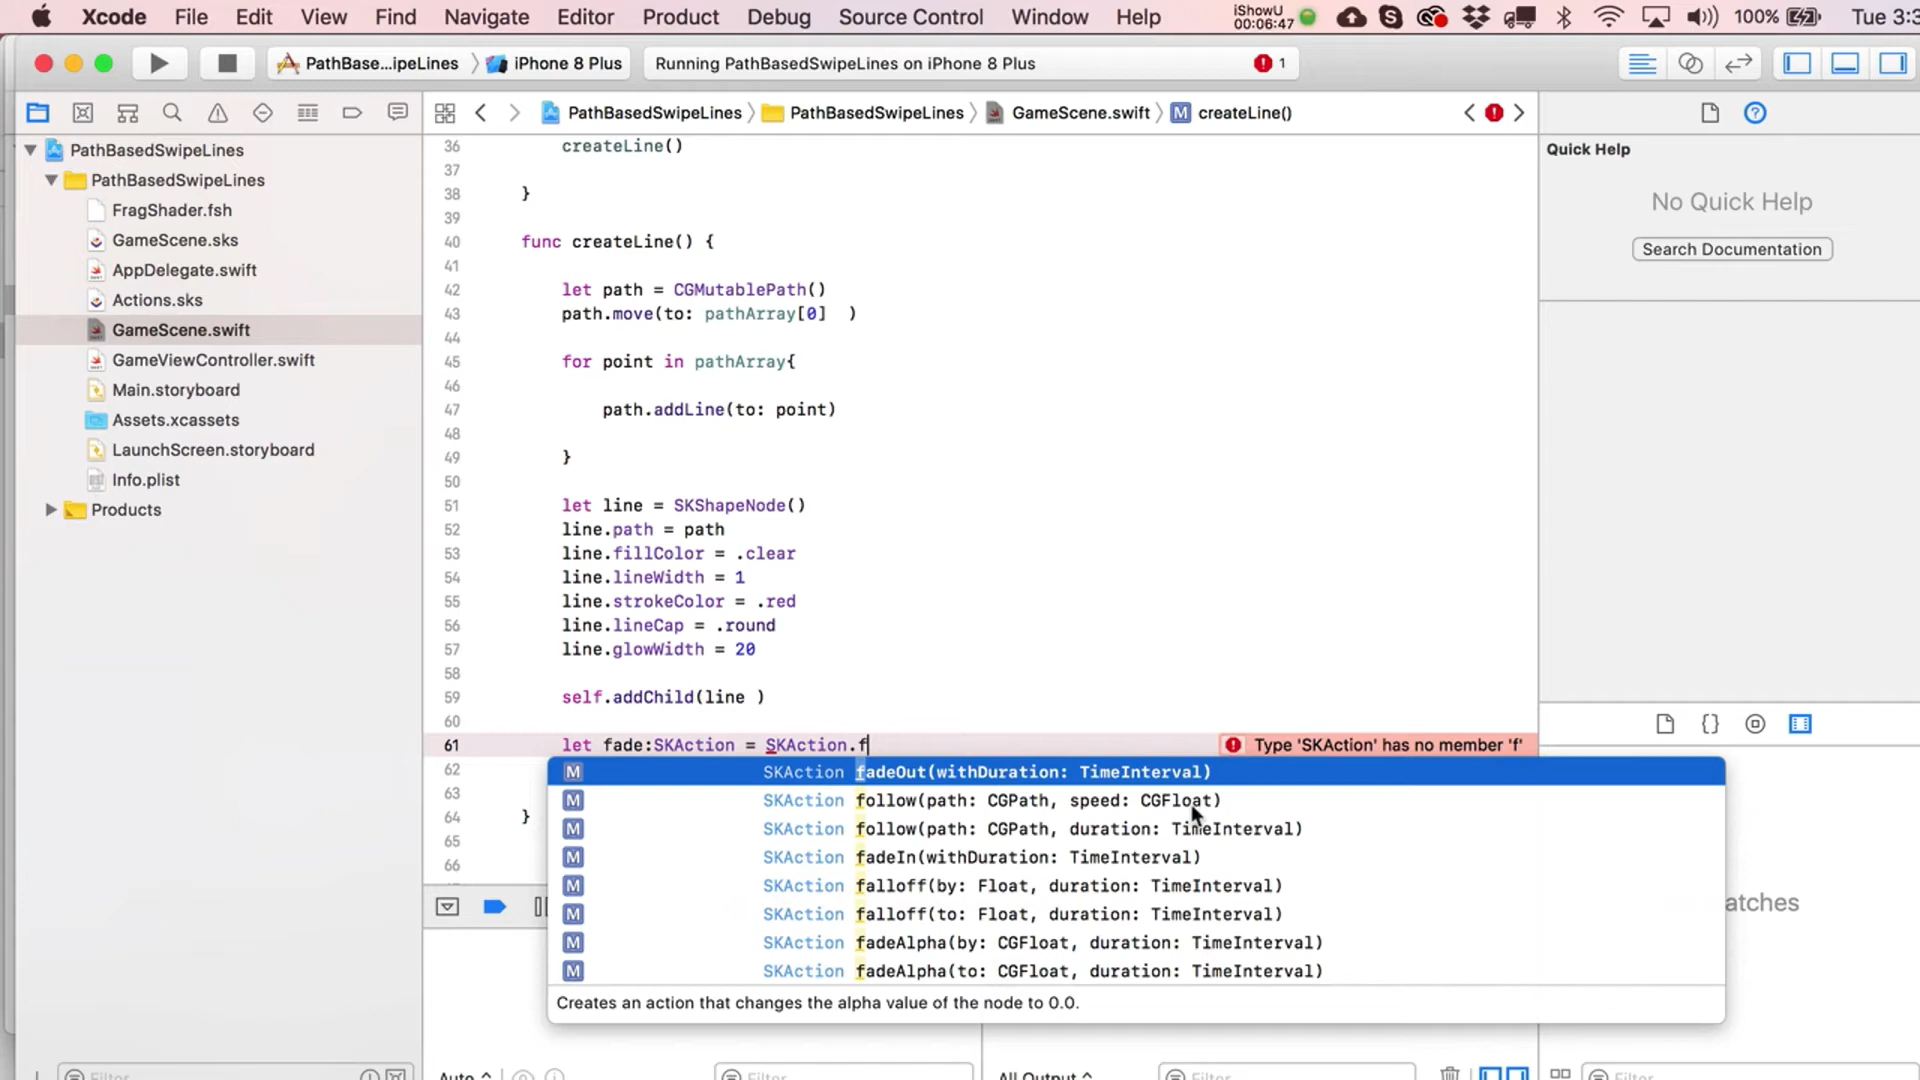 Xcode File Edit View Find Navigate Editor Product Debug Source Control Window Help iShowU 00:06:47 100% Tue 3:3
PathBase...ipeLines iPhone 8 Plus Running PathBasedSwipeLines on iPhone 8 Plus 1
PathBasedSwipeLines PathBasedSwipeLines GameScene.swift M createLine()
PathBasedSwipeLines
PathBasedSwipeLines
FragShader.fsh
GameScene.sks
AppDelegate.swift
Actions.sks
GameScene.swift
GameViewController.swift
Main.storyboard
Assets.xcassets
LaunchScreen.storyboard
Info.plist
Products
36 createLine()
37
38 }
39
40 func createLine() {
41
42 let path = CGMutablePath()
43 path.move(to: pathArray[0] )
44
45 for point in pathArray{
46
47 path.addLine(to: point)
48
49 }
50
51 let line = SKShapeNode()
52 line.path = path
53 line.fillColor = .clear
54 line.lineWidth = 1
55 line.strokeColor = .red
56 line.lineCap = .round
57 line.glowWidth = 20
58
59 self.addChild(line )
60
61 let fade:SKAction = SKAction.f Type 'SKAction' has no member 'f'
62
63
64 }
65
66
M SKAction fadeOut(withDuration: TimeInterval)
M SKAction follow(path: CGPath, speed: CGFloat)
M SKAction follow(path: CGPath, duration: TimeInterval)
M SKAction fadeIn(withDuration: TimeInterval)
M SKAction falloff(by: Float, duration: TimeInterval)
M SKAction falloff(to: Float, duration: TimeInterval)
M SKAction fadeAlpha(by: CGFloat, duration: TimeInterval)
M SKAction fadeAlpha(to: CGFloat, duration: TimeInterval)
Creates an action that changes the alpha value of the node to 0.0.
Quick Help
No Quick Help
Search Documentation
atches
Filter Auto Filter All Output Filter Filter